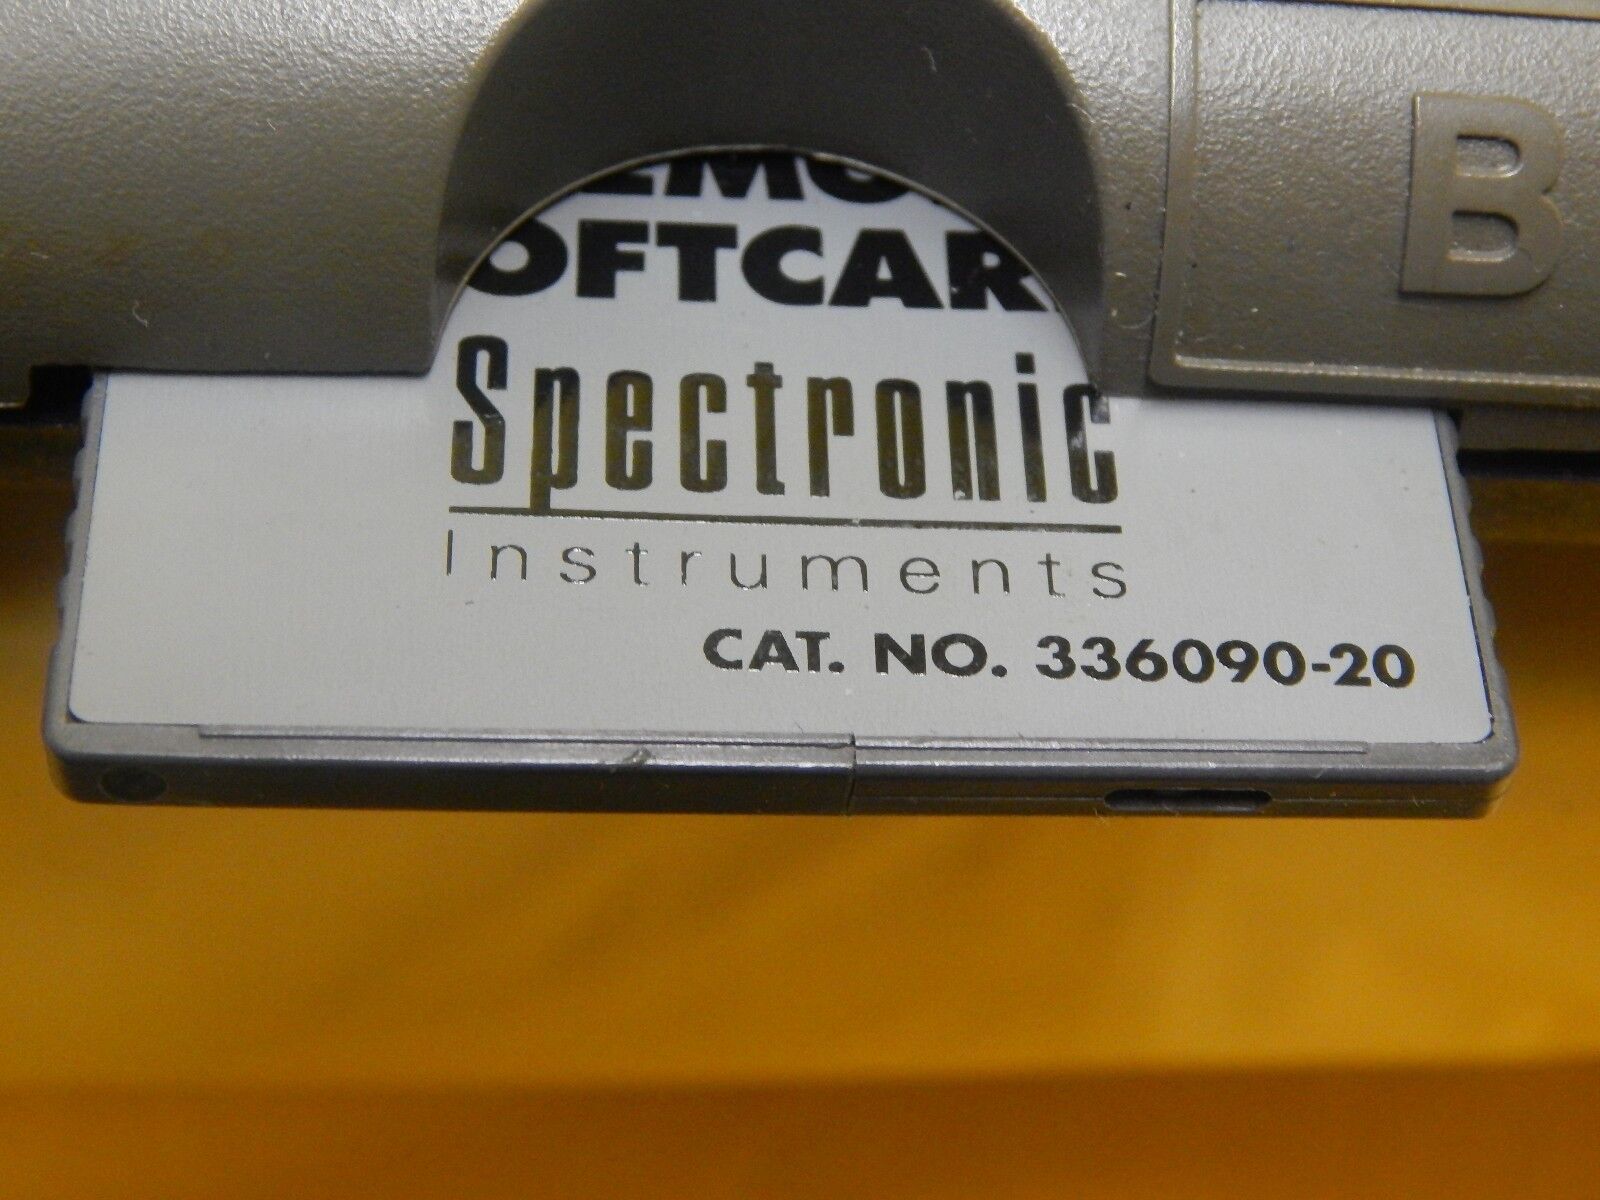 OFTCAR
Spectronic
Instruments
CAT. NO. 336090-20
B